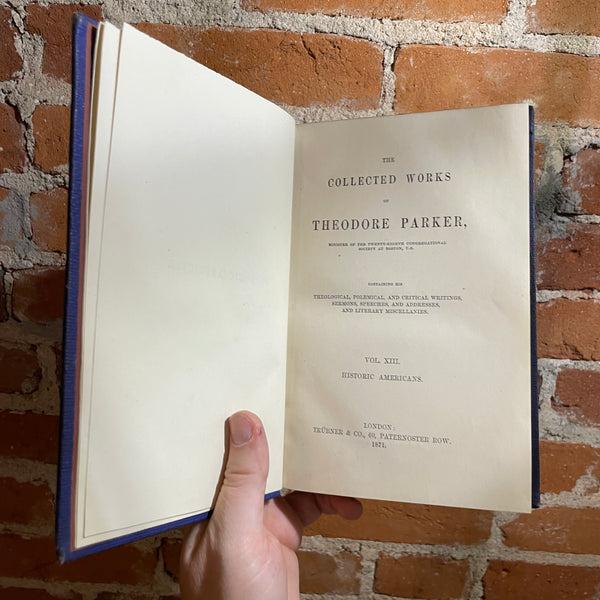 THE
COLLECTED WORKS
OF
THEODORE PARKER,
MINISTER OF THE TWENTY-EIGHTH CONGREGATIONAL
SOCIETY AT BOSTON, U.S.
CONTAINING HIS
THEOLOGICAL, POLEMICAL, AND CRITICAL WRITINGS,
SERMONS, SPEECHES, AND ADDRESSES,
AND LITERARY MISCELLANIES.
VOL. XIII.
HISTORIC AMERICANS.
LONDON:
TRÜBNER & CO., 60, PATERNOSTER ROW.
1871.